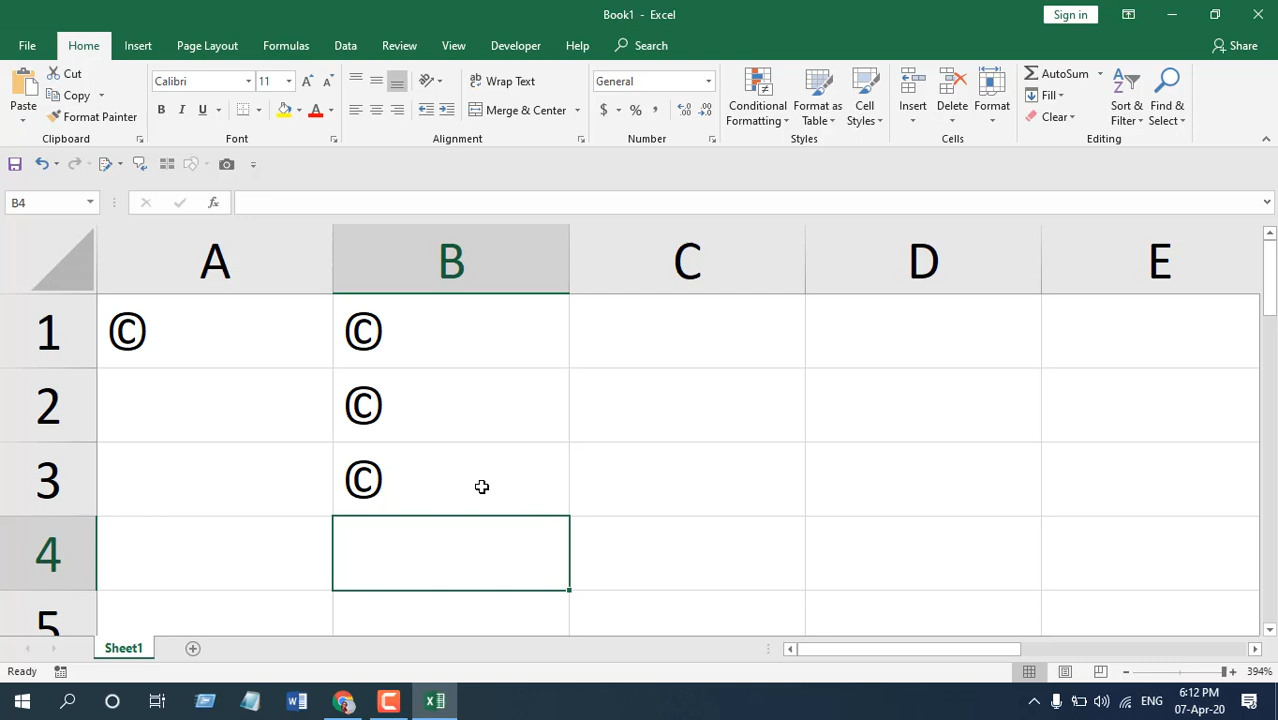 Book1 - Excel
Sign in
File Home Insert Page Layout Formulas Data Review View Developer Help Search Share
Paste
Cut
Copy
Format Painter
Clipboard
Calibri 11
B I U A
Font
Wrap Text
Merge & Center
Alignment
General
$ % ,
Number
Conditional Formatting
Format as Table
Cell Styles
Styles
Insert
Delete
Format
Cells
AutoSum
Fill
Clear
Sort & Filter
Find & Select
Editing
B4
fx
A B C D E
1 © ©
2 ©
3 ©
4
5
Sheet1
Ready
394%
ENG
6:12 PM
07-Apr-20